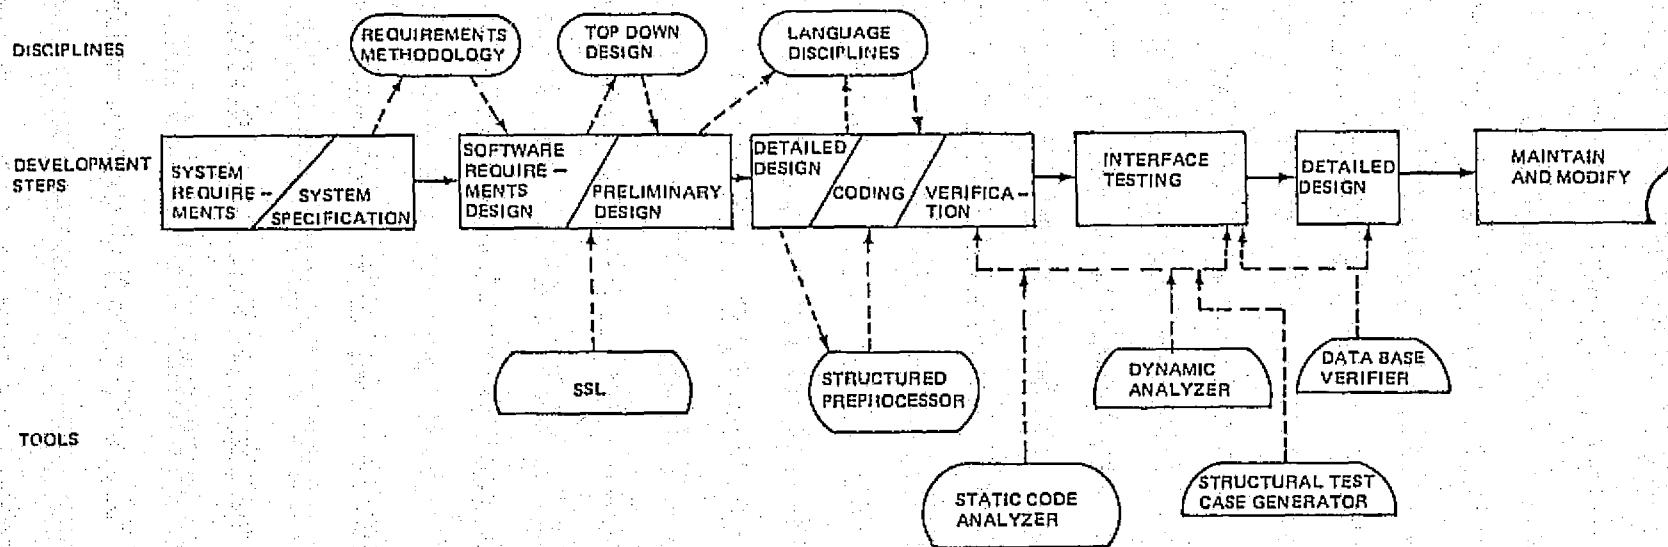 DISCIPLINES
REQUIREMENTS
METHODOLOGY
TOP DOWN
DESIGN
LANGUAGE
DISCIPLINES
DEVELOPMENT
STEPS
SYSTEM
REQUIRE -
MENTS
SYSTEM
SPECIFICATION
SOFTWARE
REQUIRE -
MENTS
DESIGN
PRELIMINARY
DESIGN
DETAILED
DESIGN
CODING
VERIFICA -
TION
INTERFACE
TESTING
DETAILED
DESIGN
MAINTAIN
AND MODIFY
SSL
STRUCTURED
PREPROCESSOR
DYNAMIC
ANALYZER
DATA BASE
VERIFIER
TOOLS
STATIC CODE
ANALYZER
STRUCTURAL TEST
CASE GENERATOR